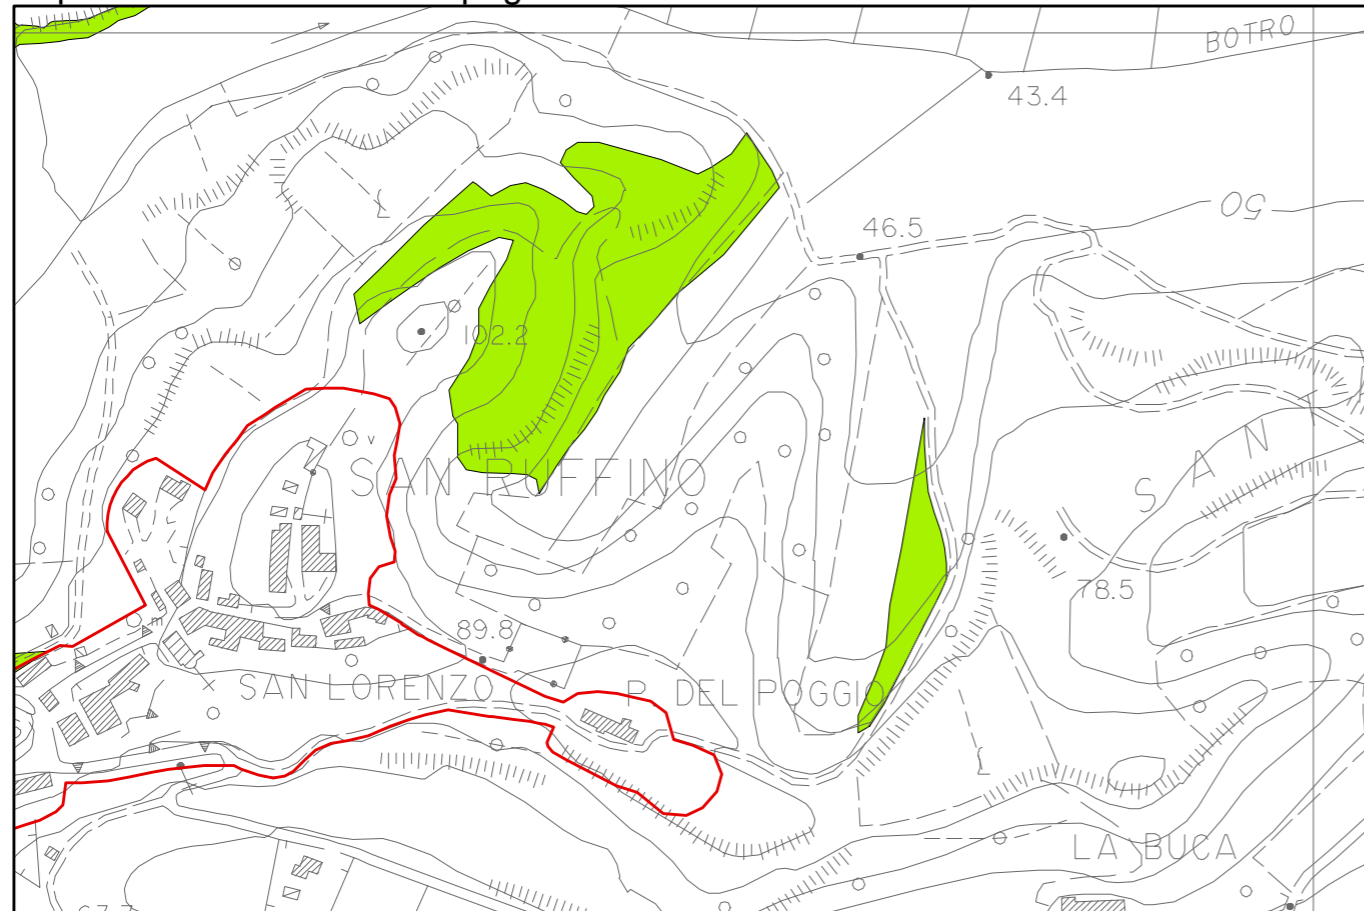 BOTRO
43.4
50
46.5
102.2
SAN RUFFINO
SAN
78.5
89.8
SAN LORENZO
P. DEL POGGIO
LA BUCA